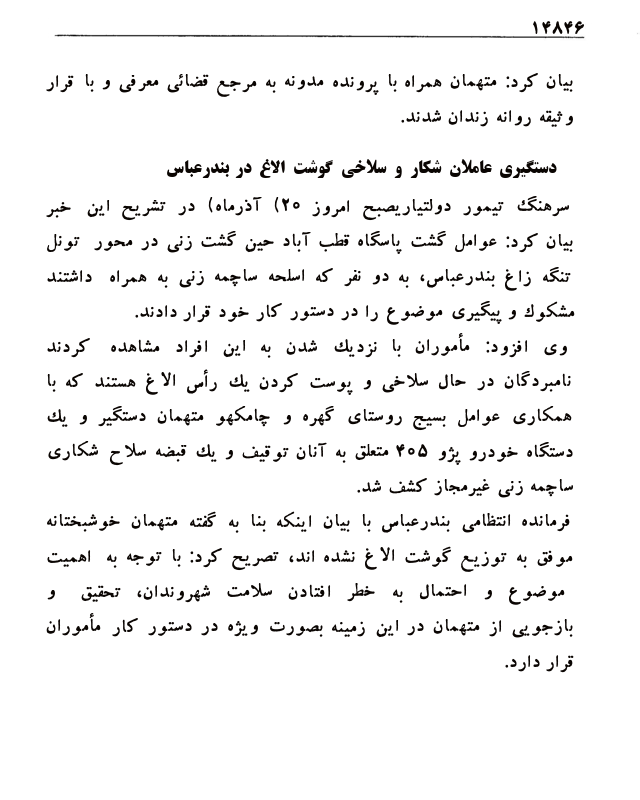 ۱۴۸۴۶
بیان کرد: متهمان همراه با پرونده مدونه به مرجع قضائی معرفی و با قرار
وثیقه روانه زندان شدند.
دستگیری عاملان شکار و سلاخی گوشت الاغ در بندرعباس
سرهنگ تیمور دولتیاریصبح امروز ۲۰) آذرماه) در تشریح این خبر
بیان کرد: عوامل گشت پاسگاه قطب آباد حین گشت زنی در محور تونل
تنگه زاغ بندرعباس، به دو نفر که اسلحه ساچمه زنی به همراه داشتند
مشکوك و پیگیری موضوع را در دستور کار خود قرار دادند.
وی افزود: مأموران با نزدیك شدن به این افراد مشاهده کردند
نامبردگان در حال سلاخی و پوست کردن یك رأس الاغ هستند که با
همکاری عوامل بسیج روستای گهره و چامکهو متهمان دستگیر و یك
دستگاه خودرو پژو ۴۰۵ متعلق به آنان توقیف و یك قبضه سلاح شکاری
ساچمه زنی غیرمجاز کشف شد.
فرمانده انتظامی بندرعباس با بیان اینکه بنا به گفته متهمان خوشبختانه
موفق به توزیع گوشت الاغ نشده اند، تصریح کرد: با توجه به اهمیت
موضوع و احتمال به خطر افتادن سلامت شهروندان، تحقیق و
بازجویی از متهمان در این زمینه بصورت ویژه در دستور کار مأموران
قرار دارد.